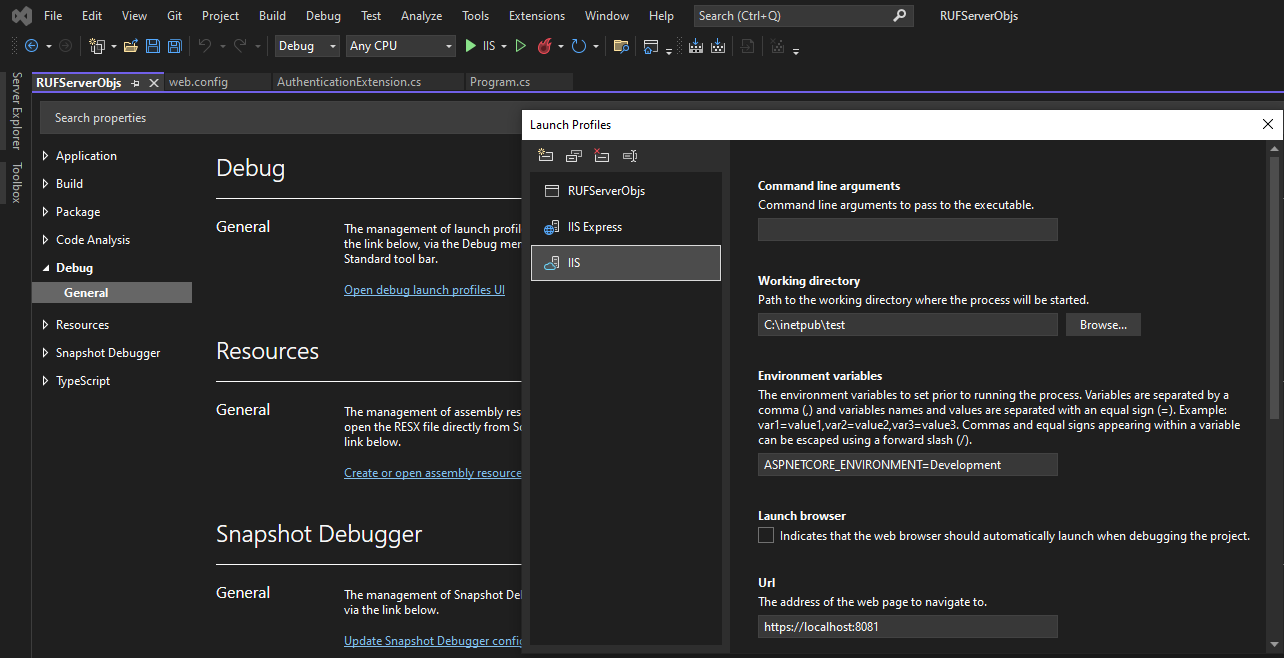 File Edit View Git Project Build Debug Test Analyze Tools Extensions Window Help Search (Ctrl+Q) RUFServerObjs
Debug Any CPU IIS
Server Explorer
Toolbox
RUFServerObjs web.config AuthenticationExtension.cs Program.cs
Search properties
Application
Build
Package
Code Analysis
Debug
General
Resources
Snapshot Debugger
TypeScript
Debug
General
The management of launch profil
the link below, via the Debug mer
Standard tool bar.
Open debug launch profiles UI
Resources
General
The management of assembly res
open the RESX file directly from So
link below.
Create or open assembly resource
Snapshot Debugger
General
The management of Snapshot Del
via the link below.
Update Snapshot Debugger config
Launch Profiles
RUFServerObjs
IIS Express
IIS
Command line arguments
Command line arguments to pass to the executable.
Working directory
Path to the working directory where the process will be started.
C:\inetpub\test Browse...
Environment variables
The environment variables to set prior to running the process. Variables are separated by a
comma (,) and variables names and values are separated with an equal sign (=). Example:
var1=value1,var2=value2,var3=value3. Commas and equal signs appearing within a variable
can be escaped using a forward slash (/).
ASPNETCORE_ENVIRONMENT=Development
Launch browser
Indicates that the web browser should automatically launch when debugging the project.
Url
The address of the web page to navigate to.
https://localhost:8081